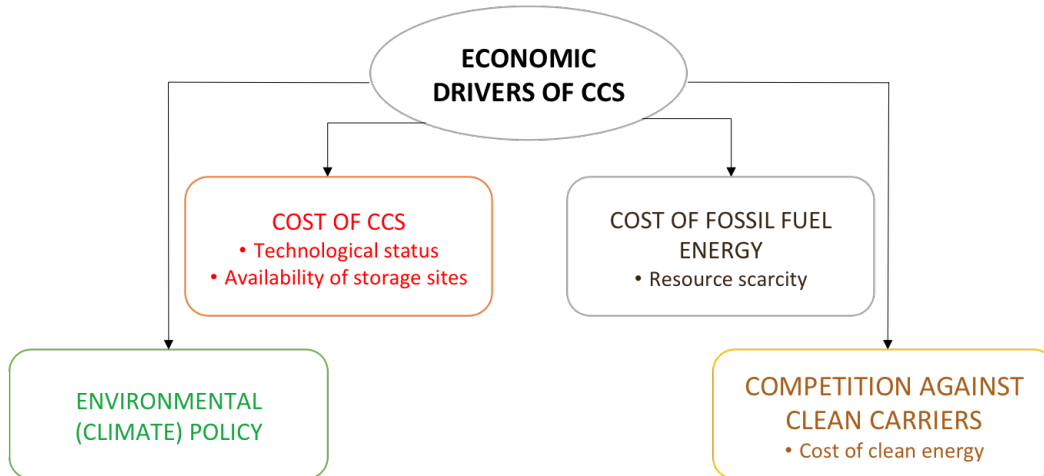 ECONOMIC
DRIVERS OF CCS
COST OF CCS
• Technological status
• Availability of storage sites
COST OF FOSSIL FUEL
ENERGY
• Resource scarcity
ENVIRONMENTAL
(CLIMATE) POLICY
COMPETITION AGAINST
CLEAN CARRIERS
• Cost of clean energy